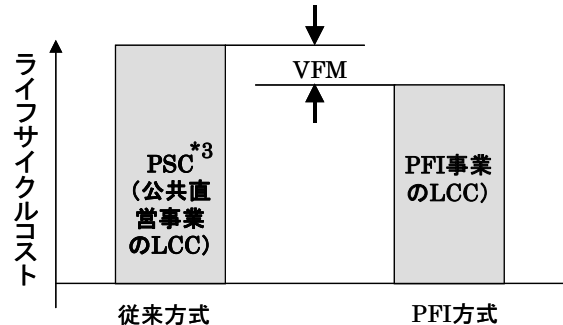 ライフサイクルコスト
VFM
PSC*3
(公共直
営事業
のLCC)
PFI事業
のLCC)
従来方式
PFI方式